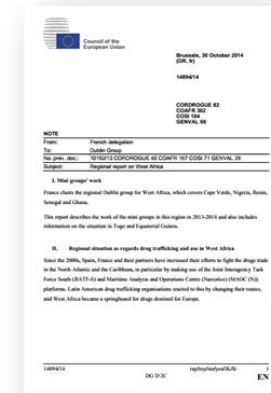 Council of the
European Union
Brussels, 30 October 2014
(OR. fr)
14894/14
CORDROGUE 82
COAFR 302
COSI 104
GENVAL 66
NOTE
From: French delegation
To: Dublin Group
No. prev. doc.: 10192/13 CORDROGUE 40 COAFR 167 COSI 71 GENVAL 29
Subject: Regional report on West Africa
I. Mini groups' work
France chairs the regional Dublin group for West Africa, which covers Cape Verde, Nigeria, Benin,
Senegal and Ghana.
This report describes the work of the mini groups in this region in 2013-2014 and also includes
information on the situation in Togo and Equatorial Guinea.
II. Regional situation as regards drug trafficking and use in West Africa
Since the 2000s, Spain, France and their partners have increased their efforts to fight the drugs trade
in the North Atlantic and the Caribbean, in particular by making use of the Joint Interagency Task
Force South (JIATF-S) and Maritime Analysis and Operations Centre (Narcotics) (MAOC (N))
platforms. Latin American drug trafficking organisations reacted to this by changing their routes,
and West Africa became a springboard for drugs destined for Europe.
14894/14
1
DG D 2C
EN